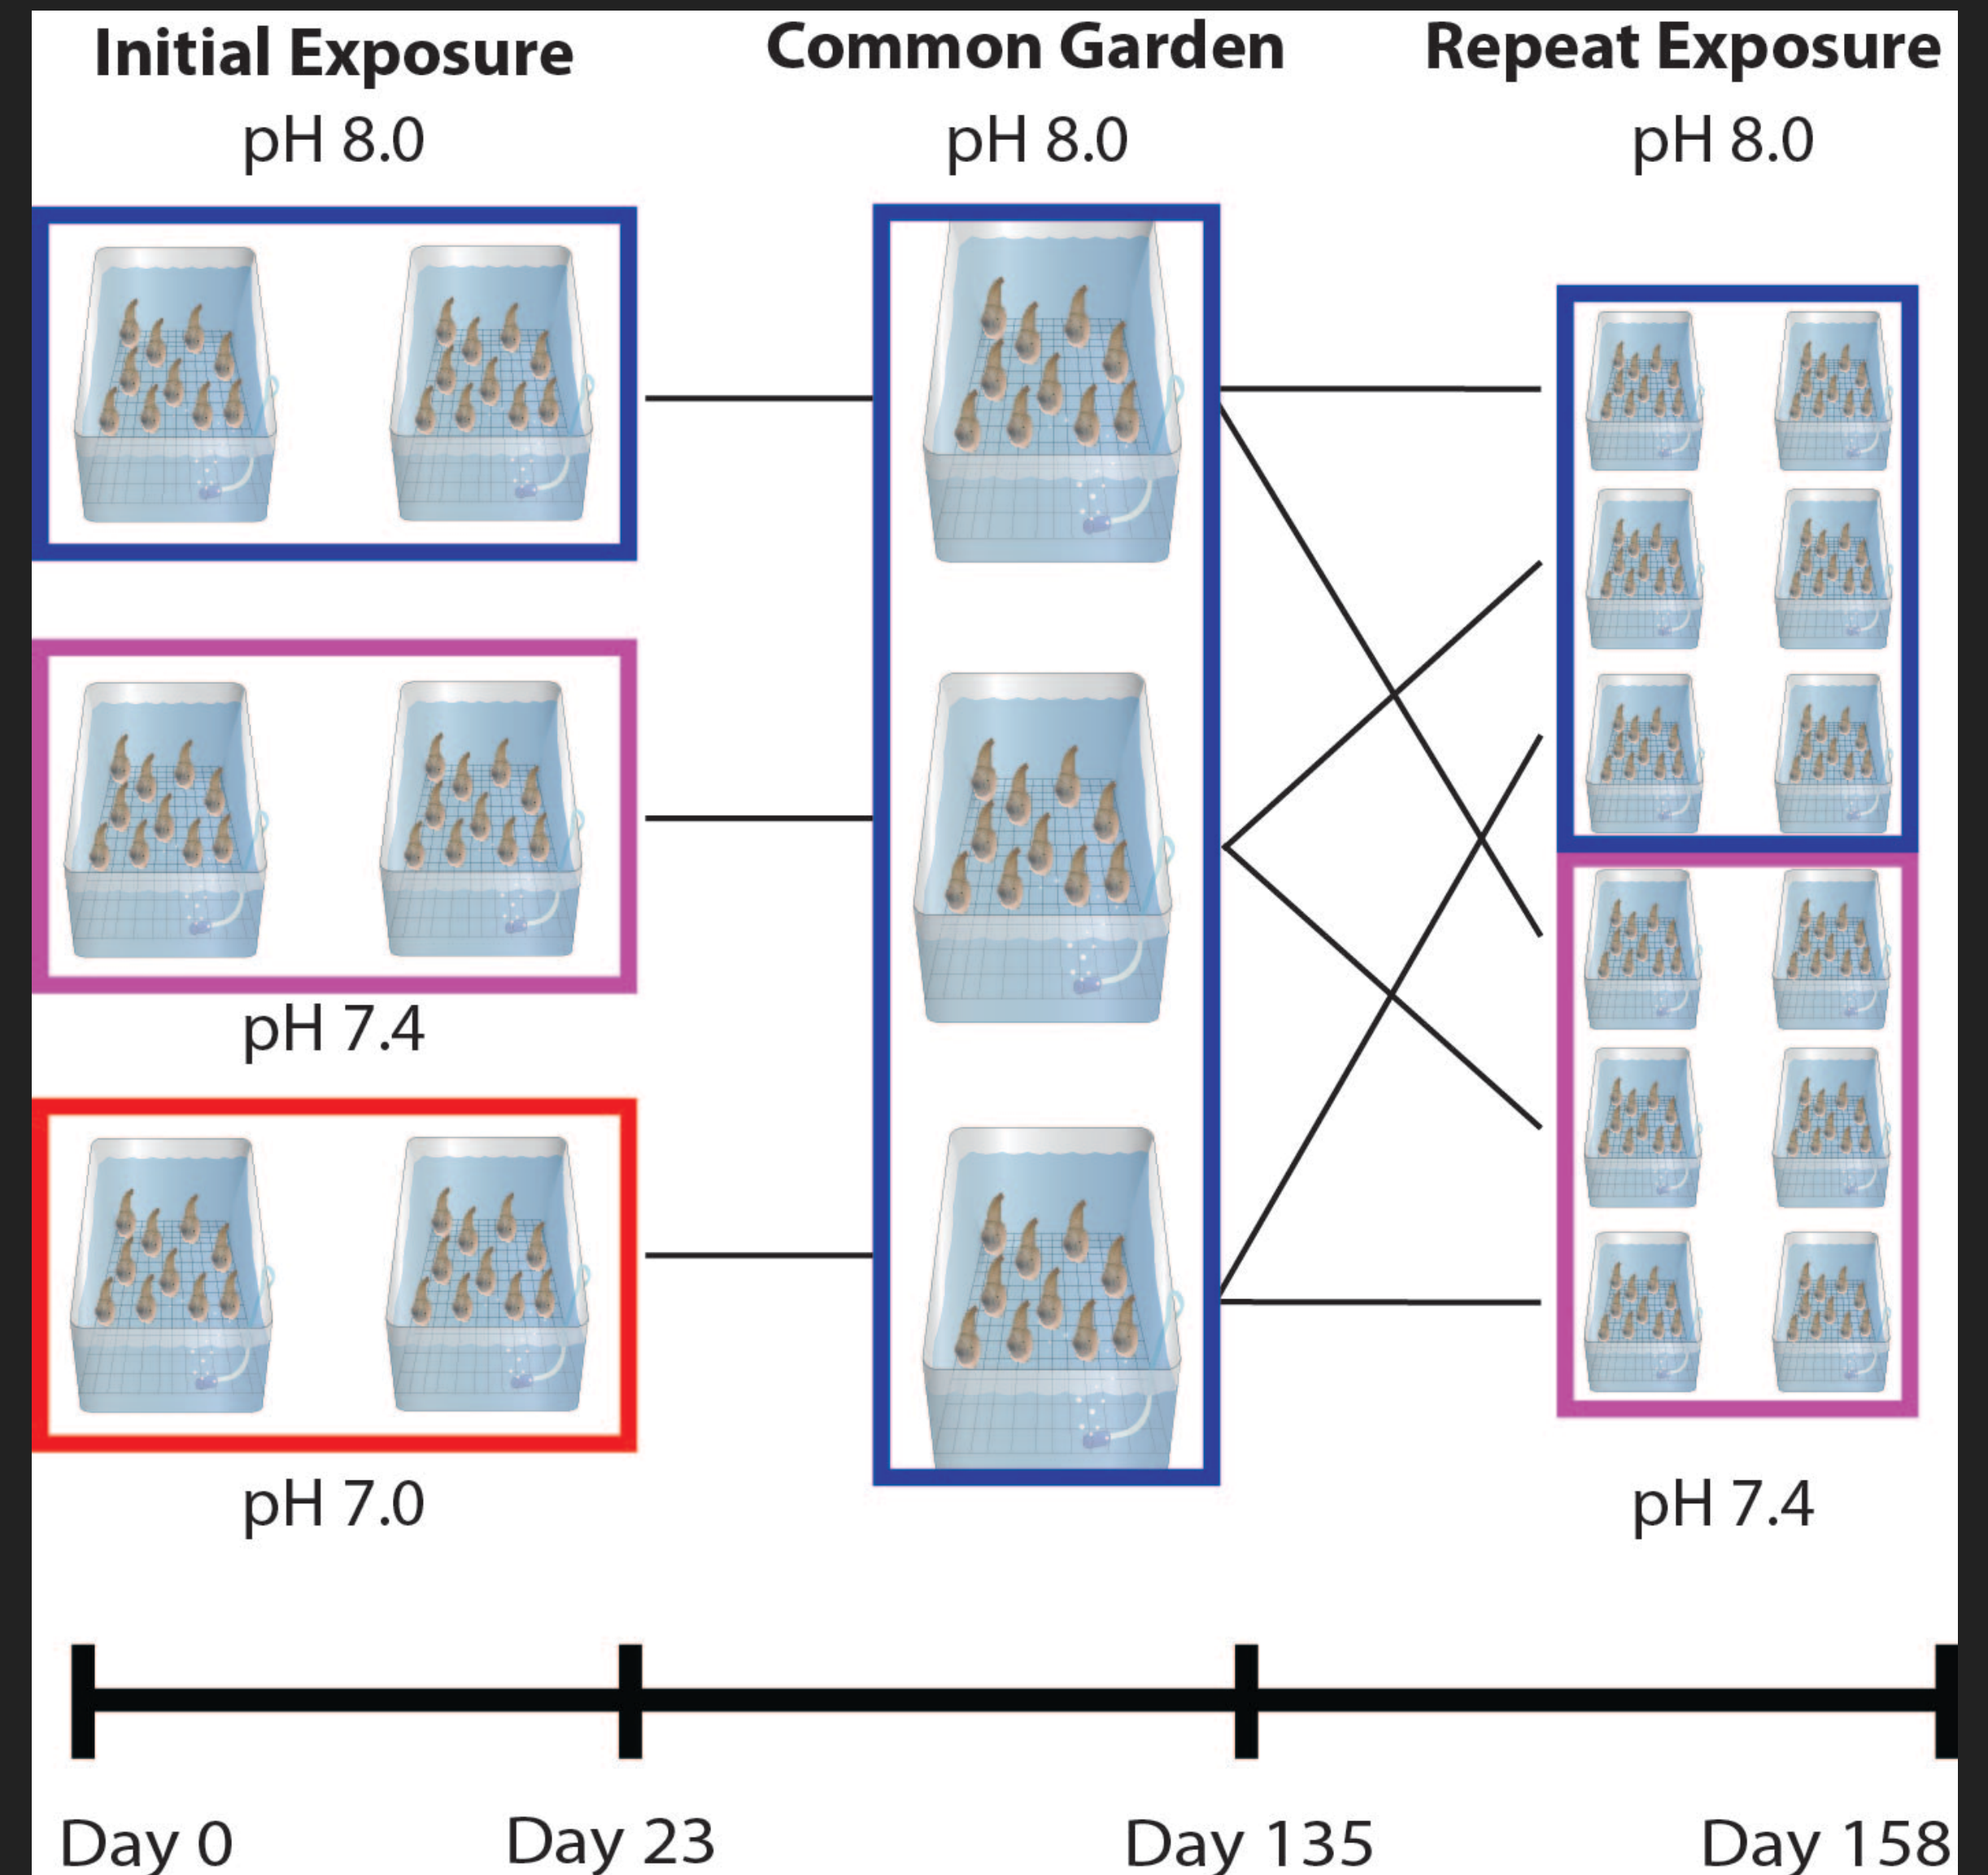 Initial Exposure
Common Garden
Repeat Exposure
pH 8.0
pH 8.0
pH 8.0
pH 7.4
pH 7.0
pH 7.4
Day 0
Day 23
Day 135
Day 158